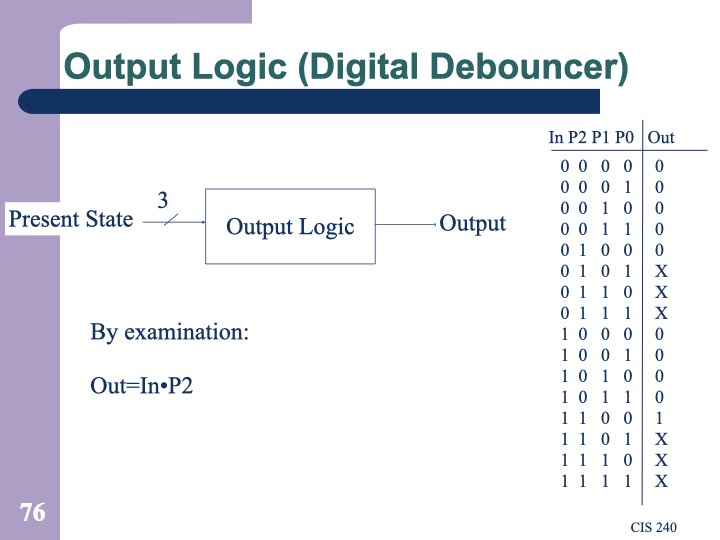 Output Logic (Digital Debouncer)
In P2 P1 P0 Out
0 0 0 0 0
0 0 0 1 0
0 0 1 0 0
0 0 1 1 0
0 1 0 0 0
0 1 0 1 X
0 1 1 0 X
0 1 1 1 X
1 0 0 0 0
1 0 0 1 0
1 0 1 0 0
1 0 1 1 0
1 1 0 0 1
1 1 0 1 X
1 1 1 0 X
1 1 1 1 X
3
Present State
Output Logic
Output
By examination:
Out=In•P2
76
CIS 240